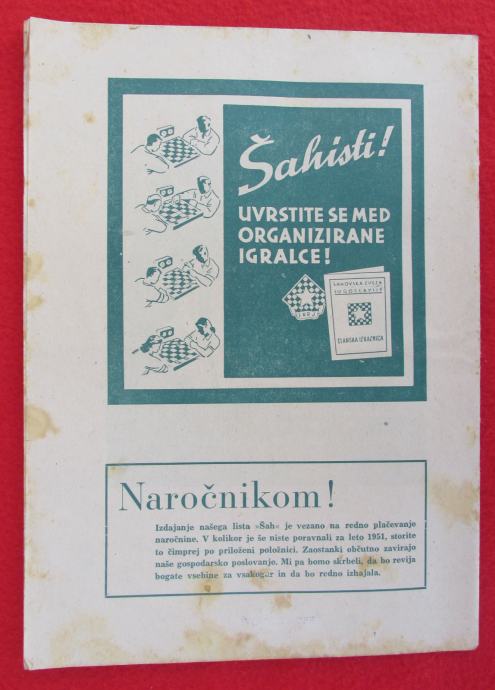 Šahisti!
UVRSTITE SE MED
ORGANIZIRANE
IGRALCE!
ŠAHOVSKA ZVEZA
JUGOSLAVIJE
ČLANSKA IZKAZNICA
Naročnikom!
Izdajanje našega lista »Šah« je vezano na redno plačevanje
naročnine. V kolikor je še niste poravnali za leto 1951, storite
to čimprej po priloženi položnici. Zaostanki občutno zavirajo
naše gospodarsko poslovanje. Mi pa bomo skrbeli, da bo revija
bogate vsebine za vsakogar in da bo redno izhajala.